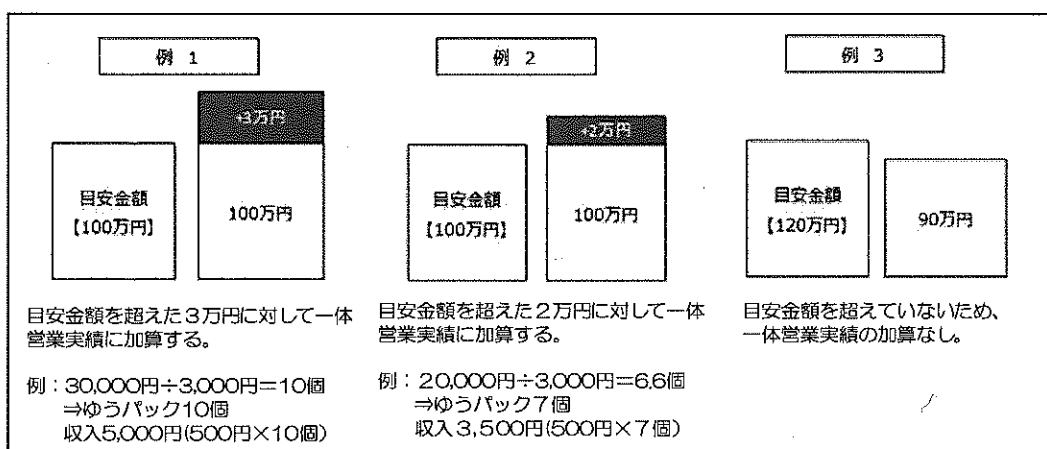 例 1
+3万円
目安金額
【100万円】
100万円
目安金額を超えた3万円に対して一体
営業実績に加算する。
例：30,000円÷3,000円＝10個
⇒ゆうパック10個
収入5,000円(500円×10個)
例 2
+2万円
目安金額
【100万円】
100万円
目安金額を超えた2万円に対して一体
営業実績に加算する。
例：20,000円÷3,000円＝6.6個
⇒ゆうパック7個
収入3,500円(500円×7個)
例 3
目安金額
【120万円】
90万円
目安金額を超えていないため、
一体営業実績の加算なし。